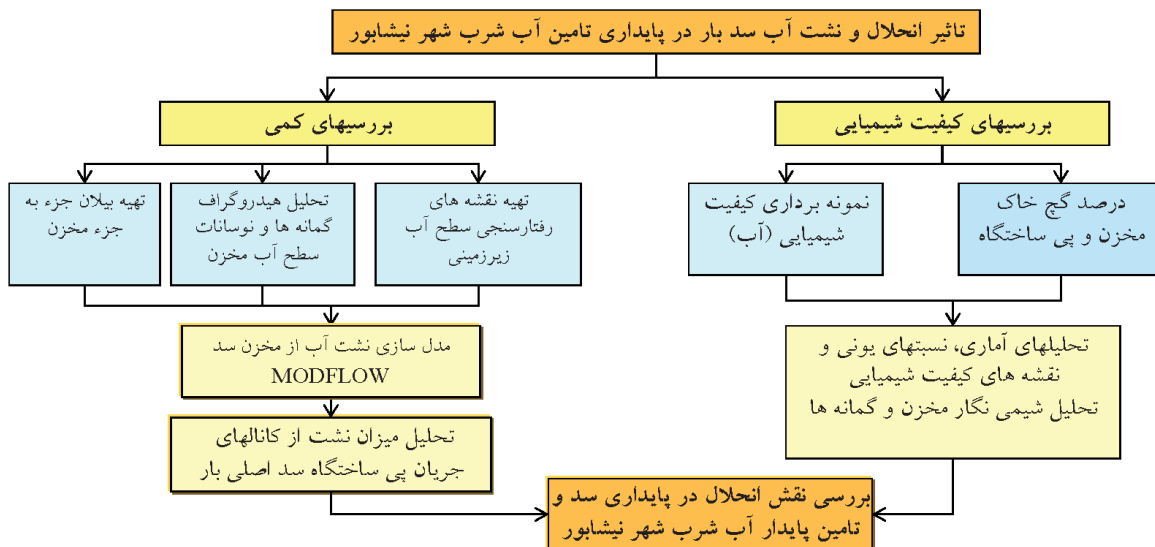 تاثیر انحلال و نشت آب سد بار در پایداری تامین آب شرب شهر نیشابور
بررسیهای کیفیت شیمیایی
بررسیهای کمی
درصد گچ خاک
مخزن و پی ساختگاه
نمونه برداری کیفیت
شیمیایی (آب)
تهیه نقشه های
رفتارسنجی سطح آب
زیرزمینی
تحلیل هیدروگراف
گمانه ها و نوسانات
سطح آب مخزن
تهیه بیلان جزء به
جزء مخزن
تحلیلهای آماری، نسبتهای یونی و
نقشه های کیفیت شیمیایی
تحلیل شیمی نگار مخزن و گمانه ها
مدل سازی نشت آب از مخزن سد
MODFLOW
تحلیل میزان نشت از کانالهای
جریان پی ساختگاه سد اصلی بار
بررسی نقش انحلال در پایداری سد و
تامین پایدار آب شرب شهر نیشابور